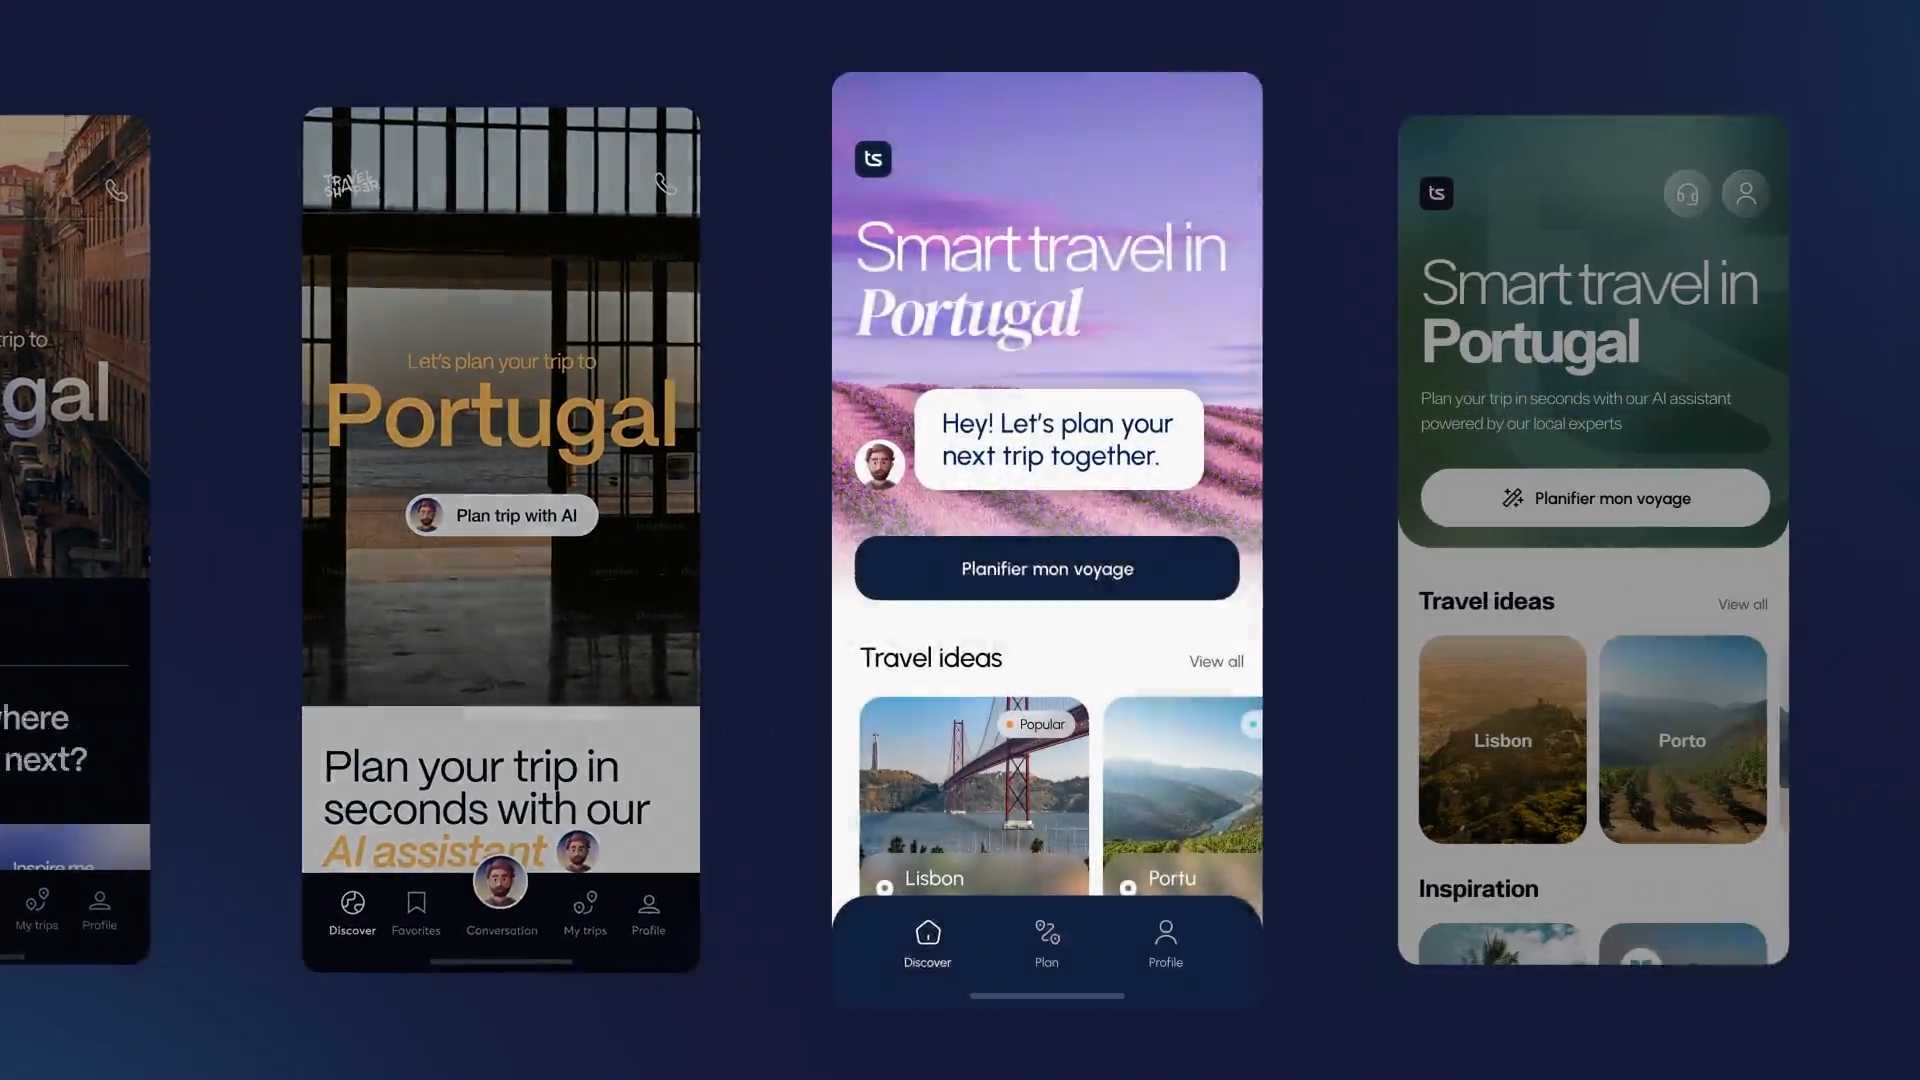 trip to
gal
where
next?
Inspire me
My trips
Profile
TRAVEL
SHAPER
Let's plan your trip to
Portugal
Plan trip with AI
Plan your trip in
seconds with our
AI assistant
Discover
Favorites
Conversation
My trips
Profile
ts
Smart travel in
Portugal
Hey! Let's plan your
next trip together.
Planifier mon voyage
Travel ideas
View all
Popular
Lisbon
Portu
Discover
Plan
Profile
ts
Smart travel in
Portugal
Plan your trip in seconds with our AI assistant
powered by our local experts
Planifier mon voyage
Travel ideas
View all
Lisbon
Porto
Inspiration